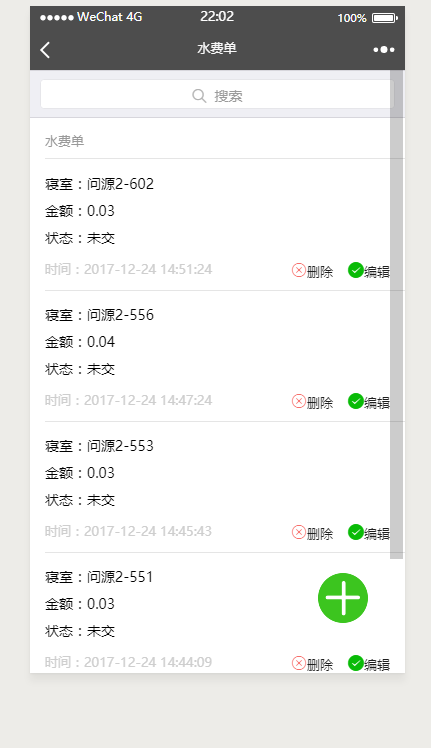 WeChat 4G 22:02 100%
水费单
搜索
水费单
寝室：问源2-602
金额：0.03
状态：未交
时间：2017-12-24 14:51:24 删除 编辑
寝室：问源2-556
金额：0.04
状态：未交
时间：2017-12-24 14:47:24 删除 编辑
寝室：问源2-553
金额：0.03
状态：未交
时间：2017-12-24 14:45:43 删除 编辑
寝室：问源2-551
金额：0.03
状态：未交
时间：2017-12-24 14:44:09 删除 编辑